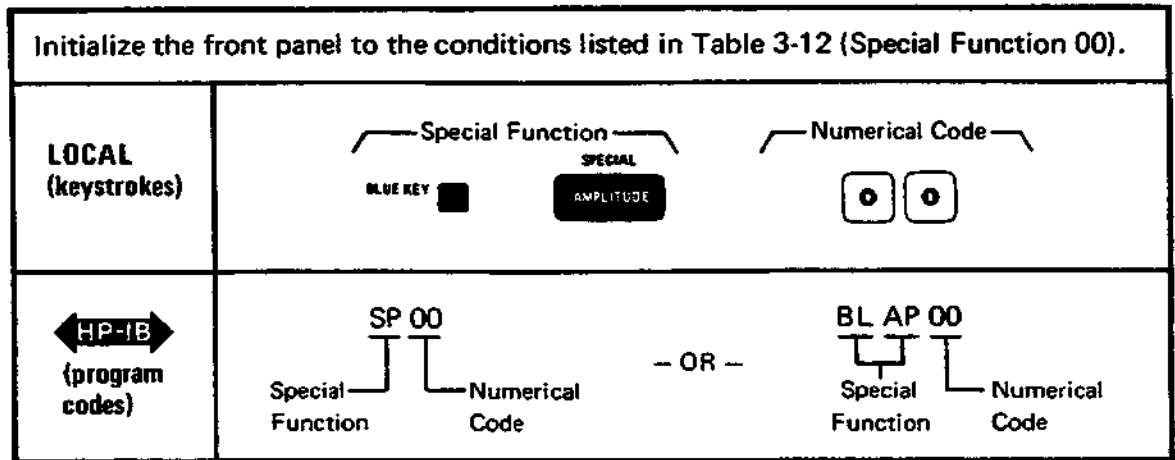 Initialize the front panel to the conditions listed in Table 3-12 (Special Function 00).
LOCAL
(keystrokes)
Special Function
BLUE KEY
SPECIAL
AMPLITUDE
Numerical Code
0 0
HP-IB
(program
codes)
SP 00
Special
Function
Numerical
Code
– OR –
BL AP 00
Special
Function
Numerical
Code